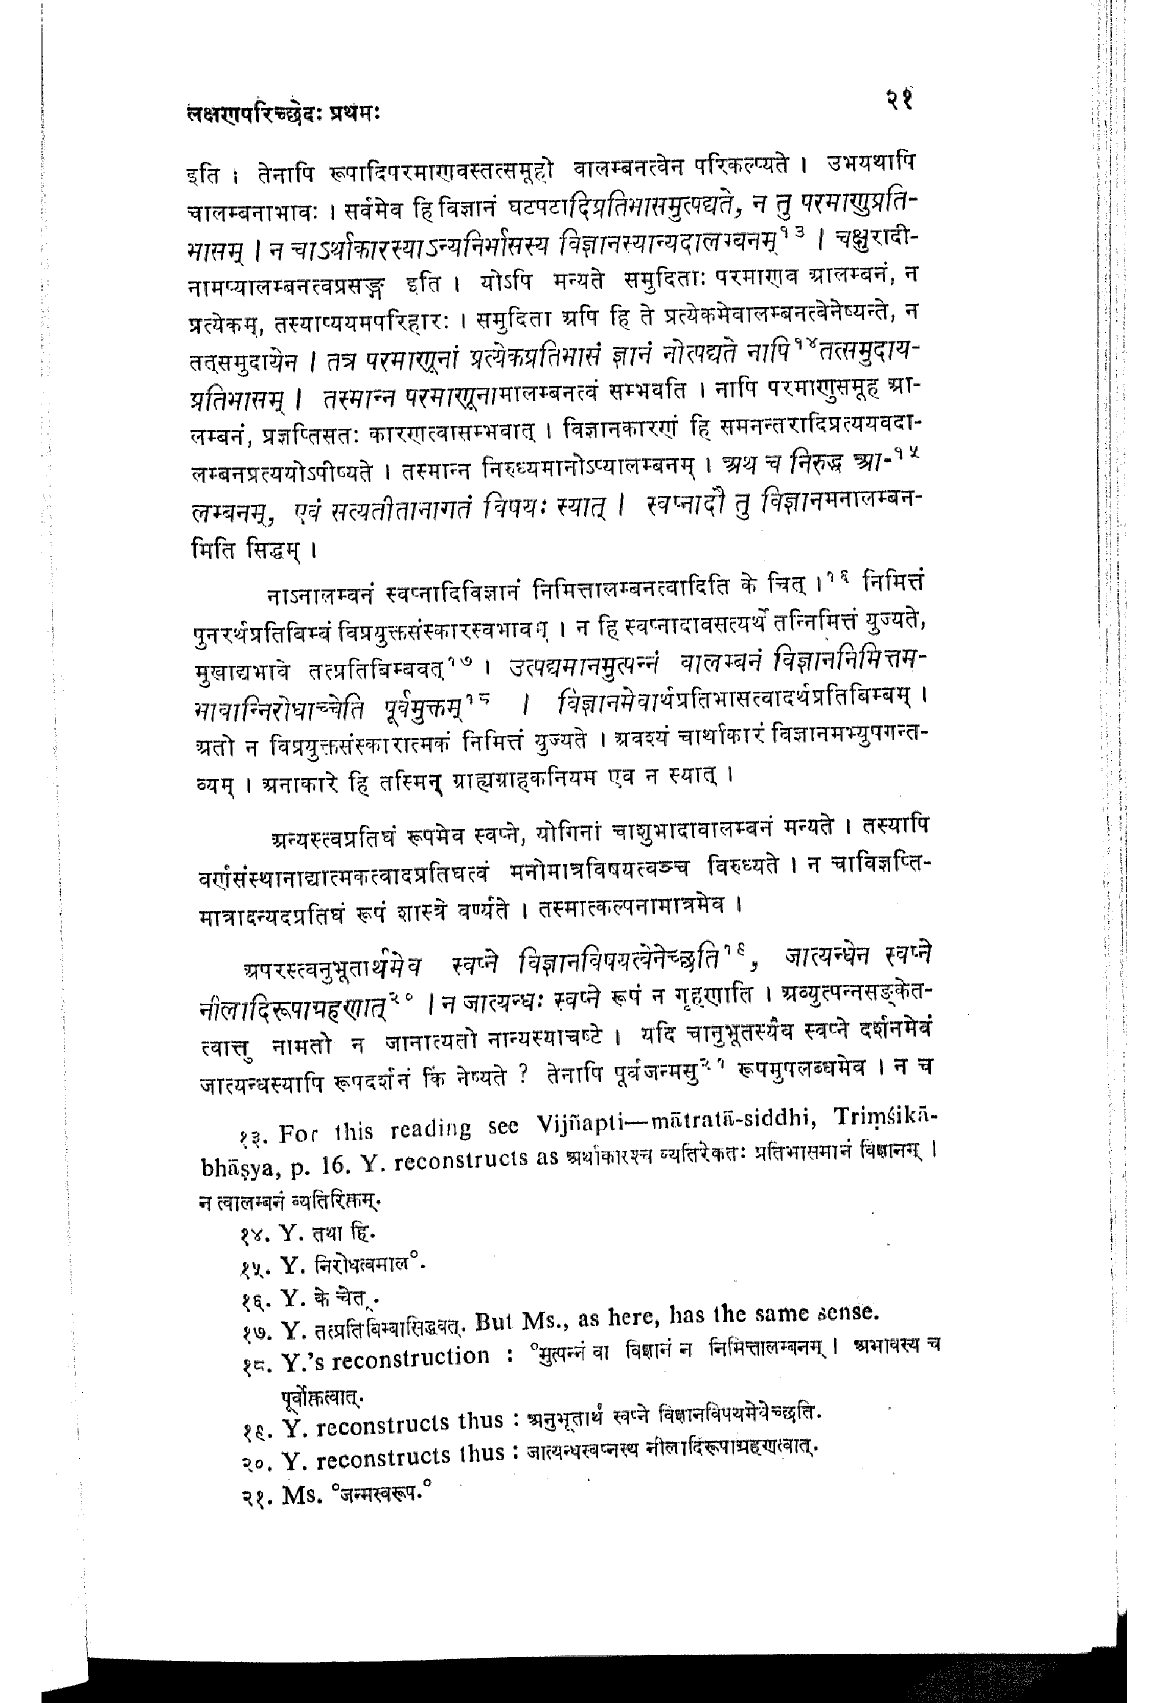 लक्षणपरिच्छेदः प्रथमः
२१
इति । तेनापि रूपादिपरमाणवस्तत्समूहो वालम्बनत्वेन परिकल्प्यते । उभयथापि
चालम्बनाभावः । सर्वमेव हि विज्ञानं घटपटादिप्रतिभासमुत्पद्यते, न तु परमाणुप्रति-
भासम् । न चाऽर्थाकारस्याऽन्यनिर्भासस्य विज्ञानस्यान्यदालम्बनम्१३ । चक्षुरादी-
नामप्यालम्बनत्वप्रसङ्ग इति । योऽपि मन्यते समुदिताः परमाणव आलम्बनं, न
प्रत्येकम्, तस्याप्ययमपरिहारः । समुदिता अपि हि ते प्रत्येकमेवालम्बनत्वेनेष्यन्ते, न
तत्समुदायेन । तत्र परमाणूनां प्रत्येकप्रतिभासं ज्ञानं नोत्पद्यते नापि१४तत्समुदाय-
प्रतिभासम् । तस्मान्न परमाणूनामालम्बनत्वं सम्भवति । नापि परमाणुसमूह आ-
लम्बनं, प्रज्ञप्तिसतः कारणत्वासम्भवात् । विज्ञानकारणं हि समनन्तरादिप्रत्ययवदा-
लम्बनप्रत्ययोऽपीष्यते । तस्मान्न निरुध्यमानोऽप्यालम्बनम् । अथ च निरुद्ध आ-१५
लम्बनम्, एवं सत्यतीतानागतं विषयः स्यात् । स्वप्नादौ तु विज्ञानमनालम्बन-
मिति सिद्धम् ।
नाऽनालम्बनं स्वप्नादिविज्ञानं निमित्तालम्बनत्वादिति के चित् ।१६ निमित्तं
पुनरर्थप्रतिबिम्बं विप्रयुक्तसंस्कारस्वभावम् । न हि स्वप्नादावसत्यर्थे तन्निमित्तं युज्यते,
मुखाद्यभावे तत्प्रतिबिम्बवत्१७ । उत्पद्यमानमुत्पन्नं वालम्बनं विज्ञाननिमित्तम-
भावान्निरोधाच्चेति पूर्वमुक्तम्१८ । विज्ञानमेवार्थप्रतिभासत्वादर्थप्रतिबिम्बम् ।
अतो न विप्रयुक्तसंस्कारात्मकं निमित्तं युज्यते । अवश्यं चार्थाकारं विज्ञानमभ्युपगन्त-
व्यम् । अनाकारे हि तस्मिन् ग्राह्यग्राहकनियम एव न स्यात् ।
अन्यस्त्वप्रतिघं रूपमेव स्वप्ने, योगिनां चाशुभादावालम्बनं मन्यते । तस्यापि
वर्णसंस्थानाद्यात्मकत्वादप्रतिघत्वं मनोमात्रविषयत्वञ्च विरुध्यते । न चाविज्ञप्ति-
मात्रादन्यदप्रतिघं रूपं शास्त्रे वर्ण्यते । तस्मात्कल्पनामात्रमेव ।
अपरस्त्वनुभूतार्थमेव स्वप्ने विज्ञानविषयत्वेनेच्छति१९, जात्यन्धेन स्वप्ने
नीलादिरूपाग्रहणात्२० । न जात्यन्धः स्वप्ने रूपं न गृह्णाति । अव्युत्पन्नसङ्केत-
त्वात्तु नामतो न जानात्यतो नान्यस्याचष्टे । यदि चानुभूतस्यैव स्वप्ने दर्शनमेवं
जात्यन्धस्यापि रूपदर्शनं किं नेष्यते ? तेनापि पूर्वजन्मसु२१ रूपमुपलब्धमेव । न च
१३. For this reading see Vijñapti—mātratā-siddhi, Triṃśikā-
bhāṣya, p. 16. Y. reconstructs as अर्थाकारश्च व्यतिरेकतः प्रतिभासमानं विज्ञानम् ।
न त्वालम्बनं व्यतिरिक्तम्.
१४. Y. तथा हि.
१५. Y. निरोधत्वमाल°.
१६. Y. के चेत्.
१७. Y. तत्प्रतिबिम्बासिद्धवत्. But Ms., as here, has the same sense.
१८. Y.'s reconstruction : °मुत्पन्नं वा विज्ञानं न निमित्तालम्बनम् । अभावस्य च
पूर्वोक्तत्वात्.
१९. Y. reconstructs thus : अनुभूतार्थं स्वप्ने विज्ञानविषयमेवेच्छति.
२०. Y. reconstructs thus : जात्यन्धस्वप्नस्य नीलादिरूपाग्रहणत्वात्.
२१. Ms. °जन्मस्वरूप.°